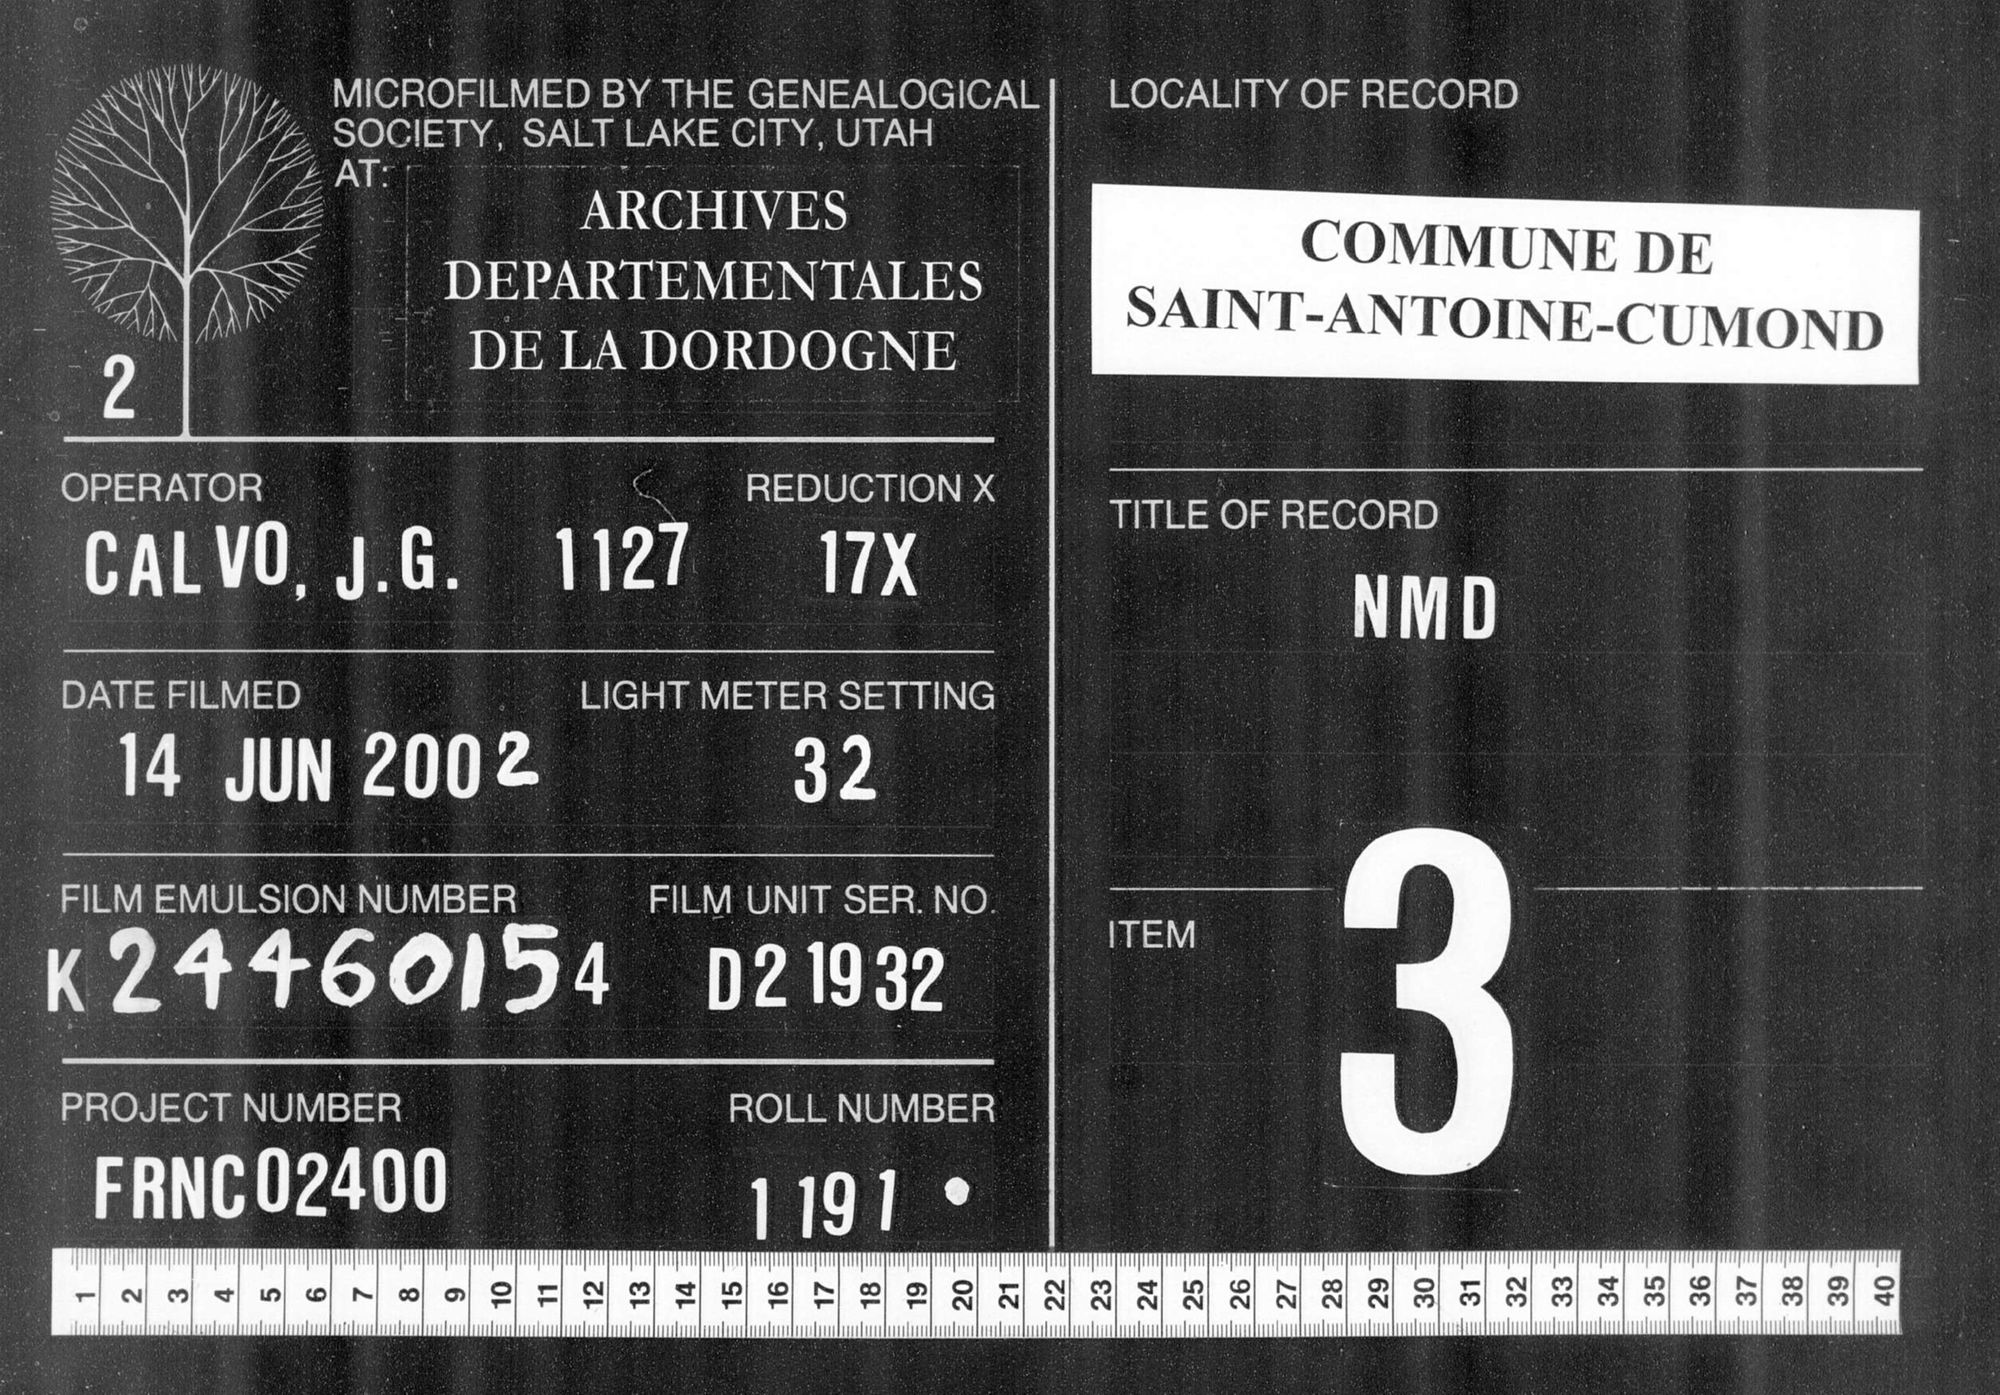 MICROFILMED BY THE GENEALOGICAL
SOCIETY, SALT LAKE CITY, UTAH
AT:
ARCHIVES
DEPARTEMENTALES
DE LA DORDOGNE
2
OPERATOR REDUCTION X
CALVO, J.G. 1127 17X
DATE FILMED LIGHT METER SETTING
14 JUN 2002 32
FILM EMULSION NUMBER FILM UNIT SER. NO.
K 24460154 D21932
PROJECT NUMBER ROLL NUMBER
FRNC02400 1191 •
LOCALITY OF RECORD
COMMUNE DE
SAINT-ANTOINE-CUMOND
TITLE OF RECORD
NMD
ITEM
3
1 2 3 4 5 6 7 8 9 10 11 12 13 14 15 16 17 18 19 20 21 22 23 24 25 26 27 28 29 30 31 32 33 34 35 36 37 38 39 40